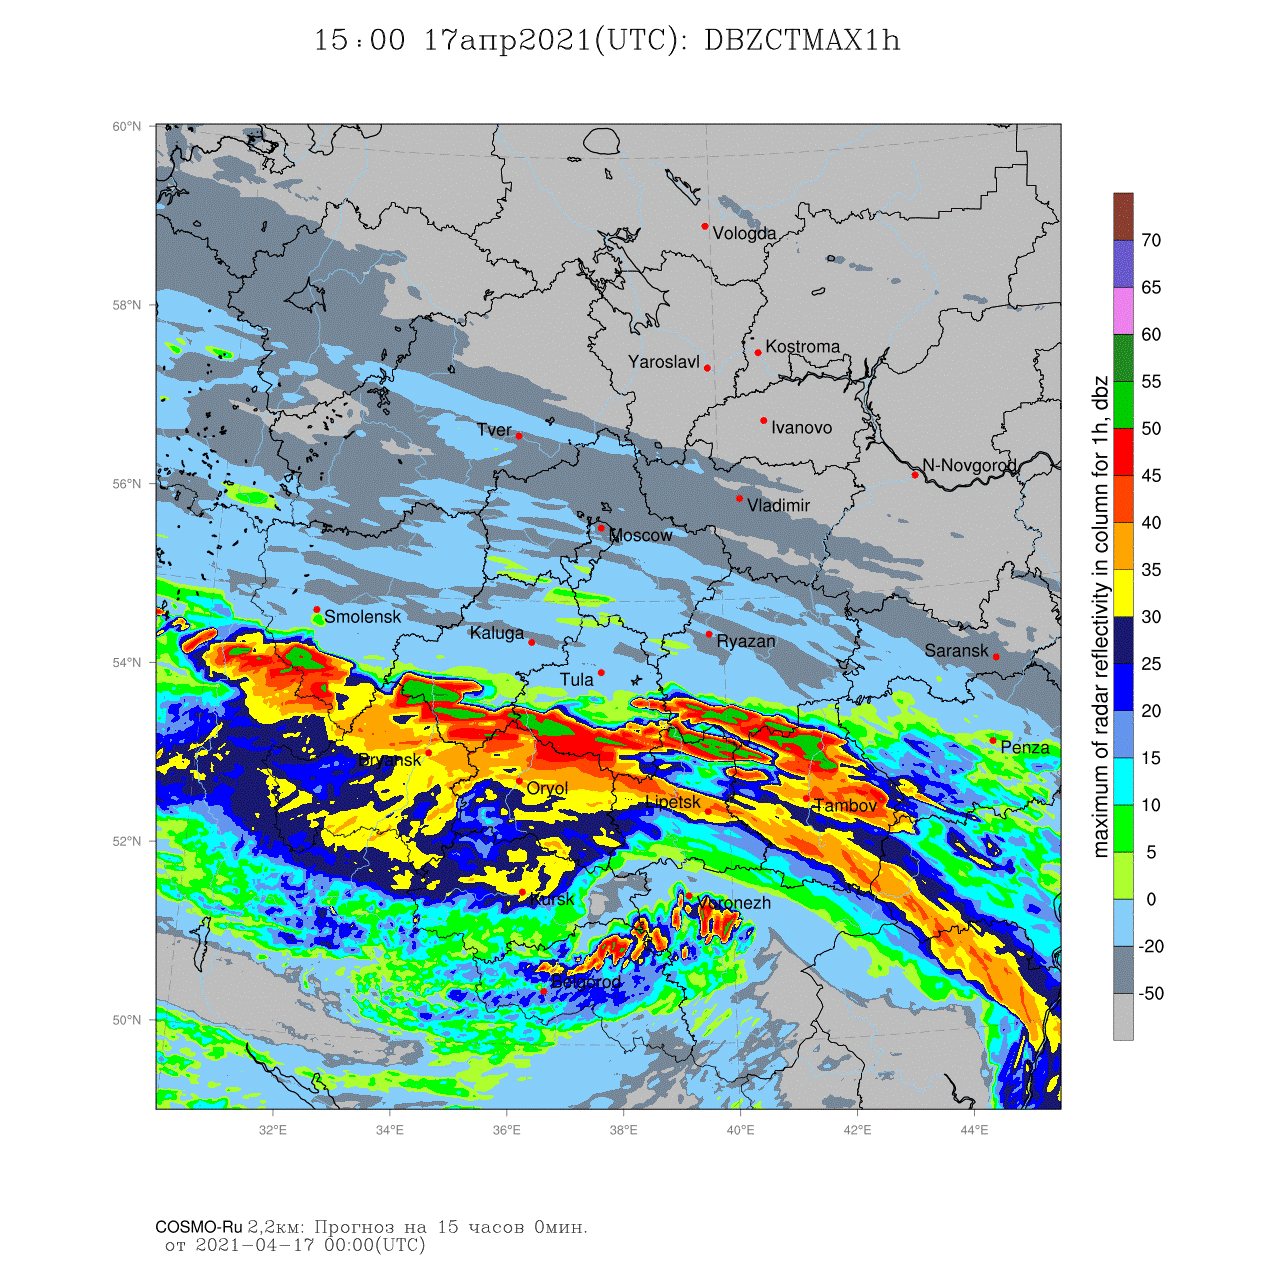 15:00 17апр2021(UTC): DBZCTMAX1h
60°N
58°N
56°N
54°N
52°N
50°N
32°E
34°E
36°E
38°E
40°E
42°E
44°E
Vologda
Kostroma
Yaroslavl
Ivanovo
Tver
N-Novgorod
Vladimir
Moscow
Smolensk
Kaluga
Ryazan
Saransk
Tula
Penza
Bryansk
Oryol
Lipetsk
Tambov
Kursk
Voronezh
Belgorod
maximum of radar reflectivity in column for 1h, dbz
70
65
60
55
50
45
40
35
30
25
20
15
10
5
0
-20
-50
COSMO-Ru 2,2км: Прогноз на 15 часов 0мин.
от 2021-04-17 00:00(UTC)